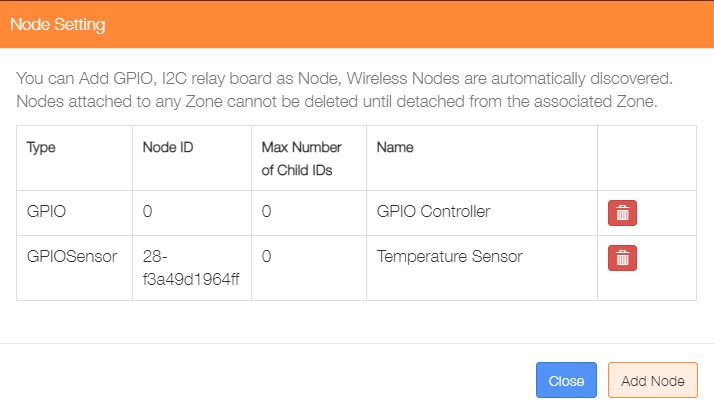 Node Setting
You can Add GPIO, I2C relay board as Node, Wireless Nodes are automatically discovered.
Nodes attached to any Zone cannot be deleted until detached from the associated Zone.
Type Node ID Max Number Name
of Child IDs
GPIO 0 0 GPIO Controller
GPIOSensor 28- 0 Temperature Sensor
f3a49d1964ff
Close Add Node